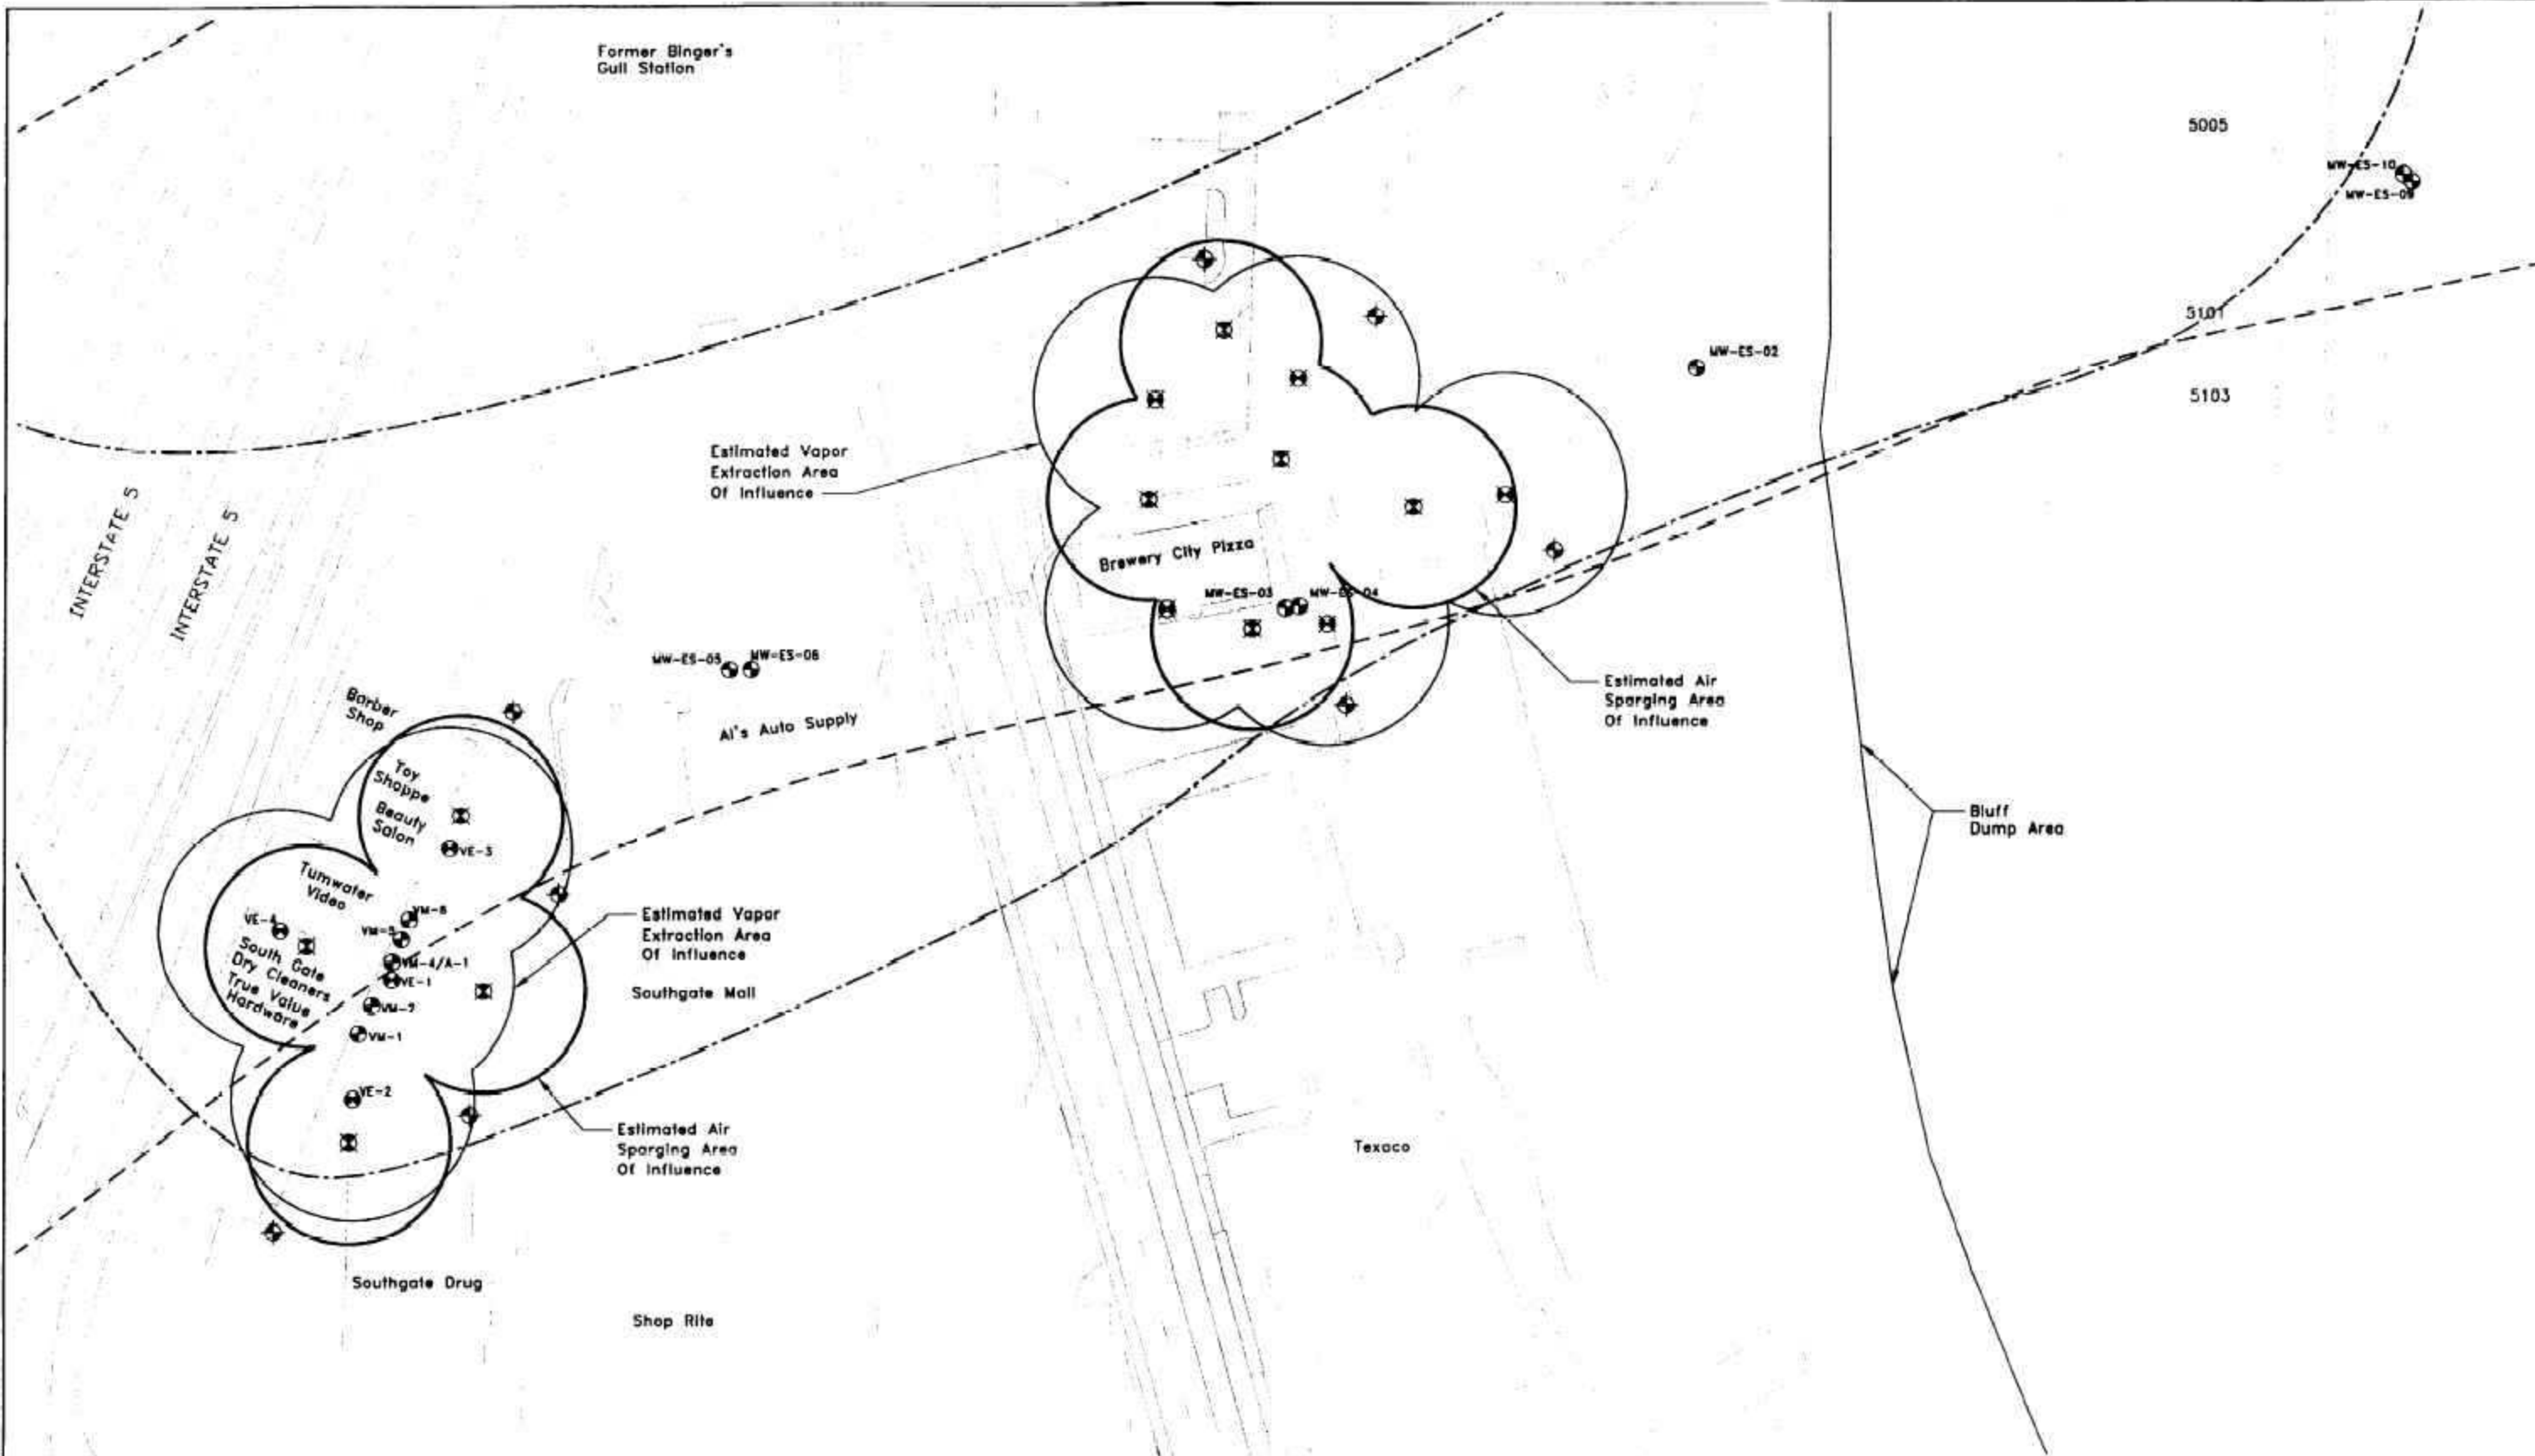 Former Binger's
Gull Station
5005
MW-ES-10
MW-ES-09
5101
MW-ES-02
5103
Estimated Vapor
Extraction Area
Of Influence
INTERSTATE 5
INTERSTATE 5
Brewery City Pizza
MW-ES-03
MW-ES-04
MW-ES-05
MW-ES-06
Estimated Air
Sparging Area
Of Influence
Barber
Shop
Al's Auto Supply
Toy
Shoppe
Beauty
Salon
VE-3
Bluff
Dump Area
Tumwater
Video
VE-4
VM-6
VM-5
VM-4/A-1
VE-1
South Gate
Dry Cleaners
True Value
Hardware
VM-2
VM-1
Estimated Vapor
Extraction Area
Of Influence
Southgate Mall
VE-2
Estimated Air
Sparging Area
Of Influence
Texaco
Southgate Drug
Shop Rite